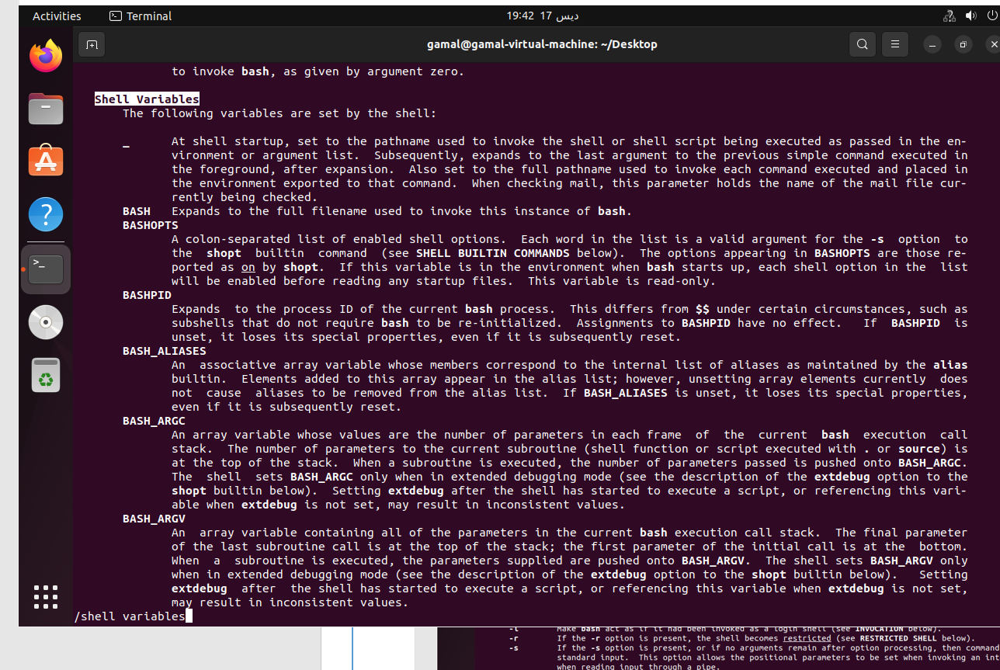 Activities
Terminal
19:42 17 ديس
gamal@gamal-virtual-machine: ~/Desktop
to invoke bash, as given by argument zero.
Shell Variables
The following variables are set by the shell:
_ At shell startup, set to the pathname used to invoke the shell or shell script being executed as passed in the en-
vironment or argument list. Subsequently, expands to the last argument to the previous simple command executed in
the foreground, after expansion. Also set to the full pathname used to invoke each command executed and placed in
the environment exported to that command. When checking mail, this parameter holds the name of the mail file cur-
rently being checked.
BASH Expands to the full filename used to invoke this instance of bash.
BASHOPTS
A colon-separated list of enabled shell options. Each word in the list is a valid argument for the -s option to
the shopt builtin command (see SHELL BUILTIN COMMANDS below). The options appearing in BASHOPTS are those re-
ported as on by shopt. If this variable is in the environment when bash starts up, each shell option in the list
will be enabled before reading any startup files. This variable is read-only.
BASHPID
Expands to the process ID of the current bash process. This differs from $$ under certain circumstances, such as
subshells that do not require bash to be re-initialized. Assignments to BASHPID have no effect. If BASHPID is
unset, it loses its special properties, even if it is subsequently reset.
BASH_ALIASES
An associative array variable whose members correspond to the internal list of aliases as maintained by the alias
builtin. Elements added to this array appear in the alias list; however, unsetting array elements currently does
not cause aliases to be removed from the alias list. If BASH_ALIASES is unset, it loses its special properties,
even if it is subsequently reset.
BASH_ARGC
An array variable whose values are the number of parameters in each frame of the current bash execution call
stack. The number of parameters to the current subroutine (shell function or script executed with . or source) is
at the top of the stack. When a subroutine is executed, the number of parameters passed is pushed onto BASH_ARGC.
The shell sets BASH_ARGC only when in extended debugging mode (see the description of the extdebug option to the
shopt builtin below). Setting extdebug after the shell has started to execute a script, or referencing this vari-
able when extdebug is not set, may result in inconsistent values.
BASH_ARGV
An array variable containing all of the parameters in the current bash execution call stack. The final parameter
of the last subroutine call is at the top of the stack; the first parameter of the initial call is at the bottom.
When a subroutine is executed, the parameters supplied are pushed onto BASH_ARGV. The shell sets BASH_ARGV only
when in extended debugging mode (see the description of the extdebug option to the shopt builtin below). Setting
extdebug after the shell has started to execute a script, or referencing this variable when extdebug is not set,
may result in inconsistent values.
/shell variables
-l Make bash act as if it had been invoked as a login shell (see INVOCATION below).
-r If the -r option is present, the shell becomes restricted (see RESTRICTED SHELL below).
-s If the -s option is present, or if no arguments remain after option processing, then command
standard input. This option allows the positional parameters to be set when invoking an int
when reading input through a pipe.